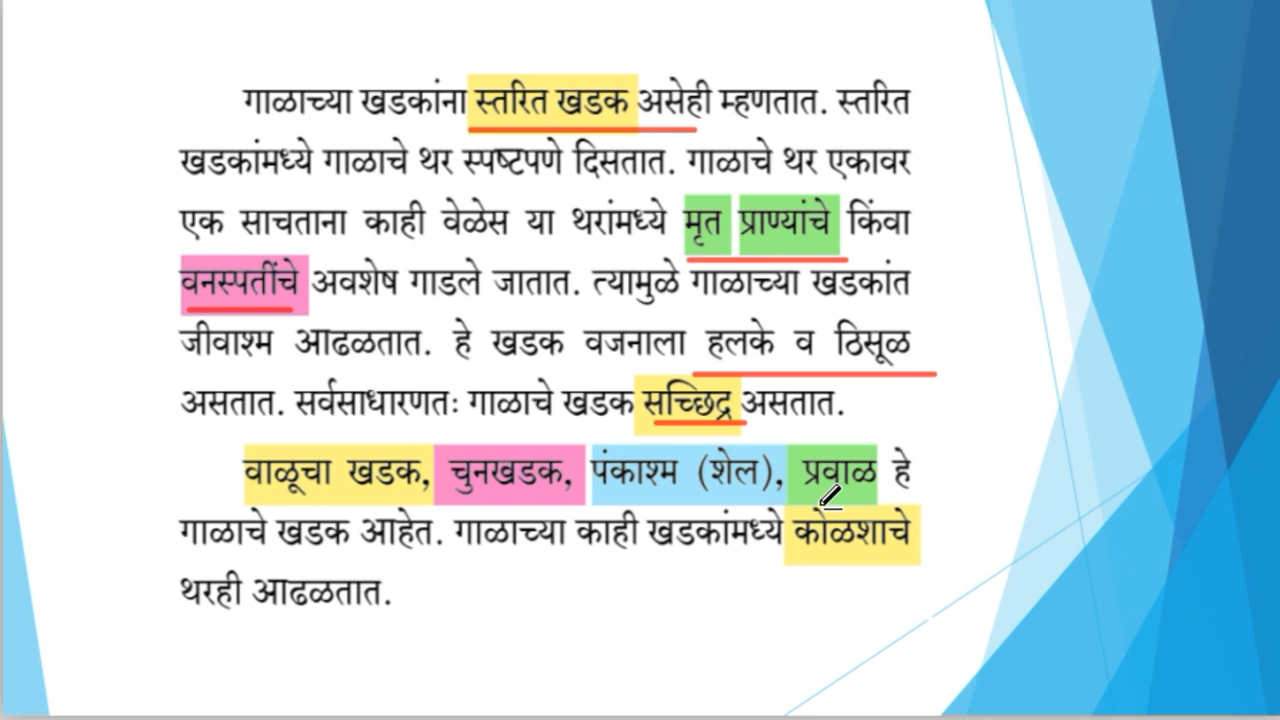 गाळाच्या खडकांना स्तरित खडक असेही म्हणतात. स्तरित
खडकांमध्ये गाळाचे थर स्पष्टपणे दिसतात. गाळाचे थर एकावर
एक साचताना काही वेळेस या थरांमध्ये मृत प्राण्यांचे किंवा
वनस्पतींचे अवशेष गाडले जातात. त्यामुळे गाळाच्या खडकांत
जीवाश्म आढळतात. हे खडक वजनाला हलके व ठिसूळ
असतात. सर्वसाधारणतः गाळाचे खडक सच्छिद्र असतात.
वाळूचा खडक, चुनखडक, पंकाश्म (शेल), प्रवाळ हे
गाळाचे खडक आहेत. गाळाच्या काही खडकांमध्ये कोळशाचे
थरही आढळतात.